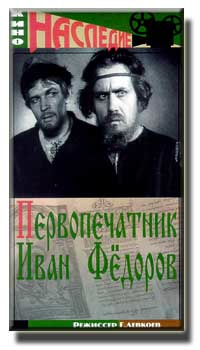 КИНО
НАСЛЕДИЕ
ПЕРВОПЕЧАТНИК
ИВАН ФЁДОРОВ
РЕЖИССЕР Г.ЛЕВКОЕВ